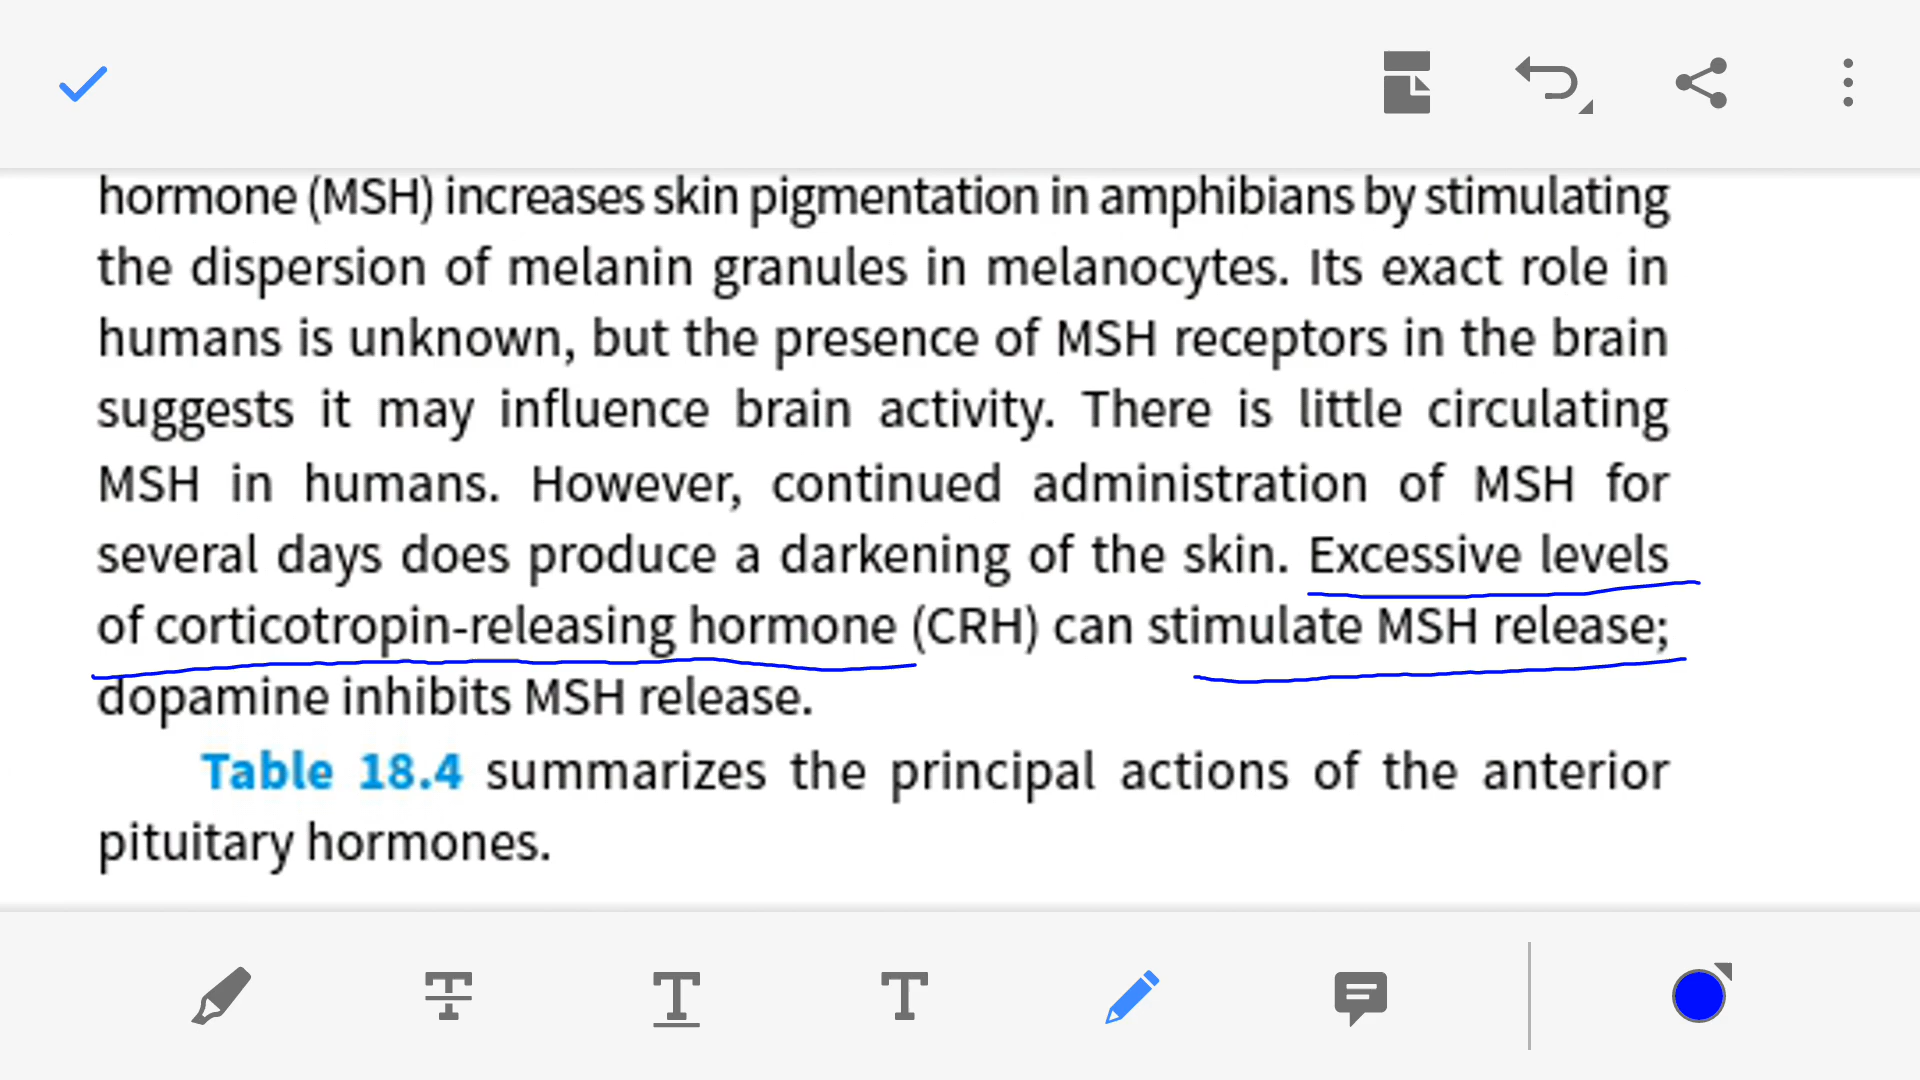 hormone (MSH) increases skin pigmentation in amphibians by stimulating
the dispersion of melanin granules in melanocytes. Its exact role in
humans is unknown, but the presence of MSH receptors in the brain
suggests it may influence brain activity. There is little circulating
MSH in humans. However, continued administration of MSH for
several days does produce a darkening of the skin. Excessive levels
of corticotropin-releasing hormone (CRH) can stimulate MSH release;
dopamine inhibits MSH release.
Table 18.4 summarizes the principal actions of the anterior
pituitary hormones.